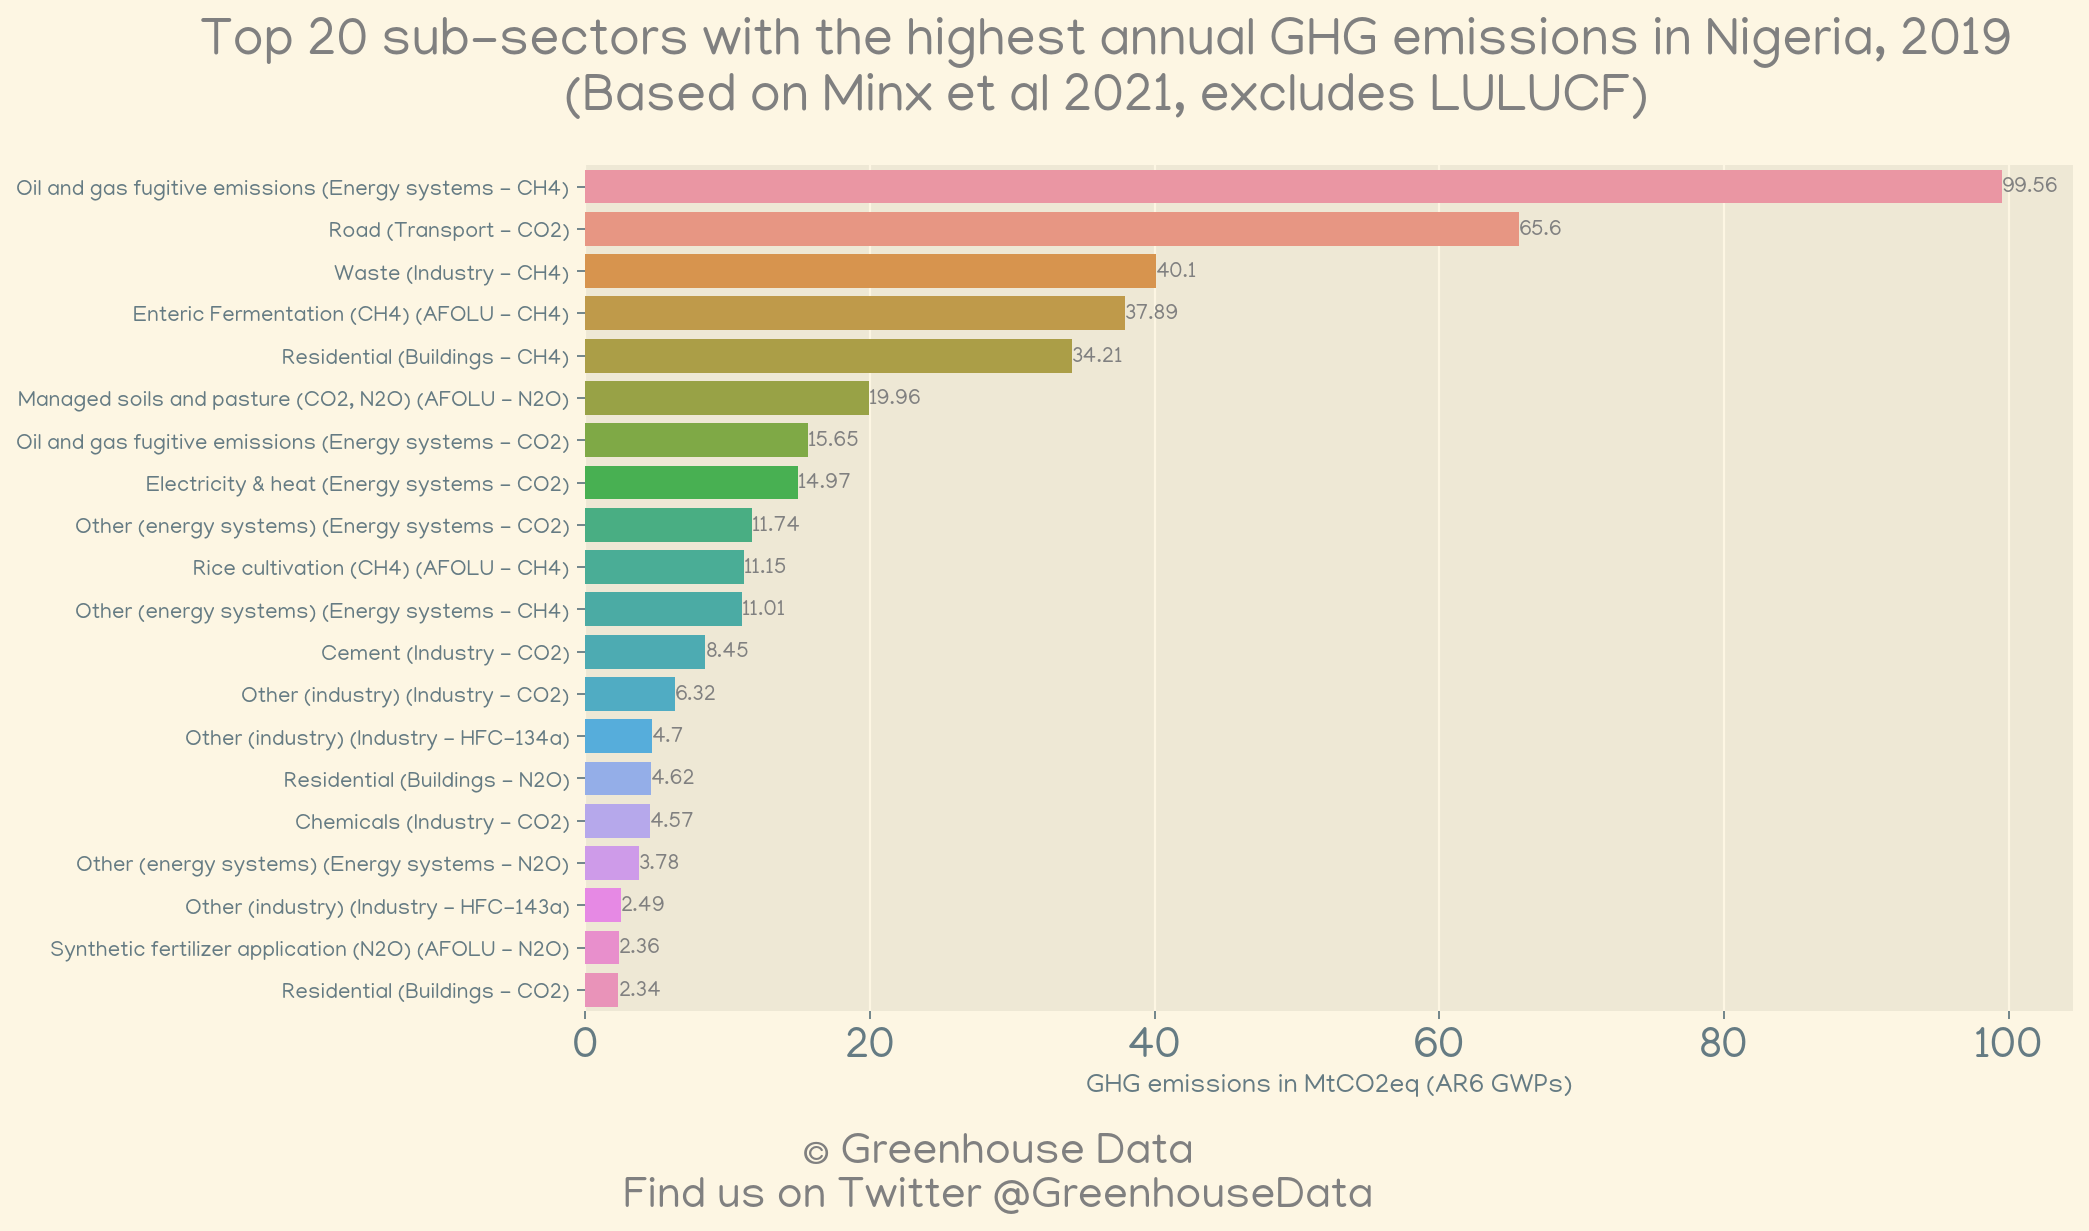 Top 20 sub-sectors with the highest annual GHG emissions in Nigeria, 2019
(Based on Minx et al 2021, excludes LULUCF)
Oil and gas fugitive emissions (Energy systems - CH4) 99.56
Road (Transport - CO2) 65.6
Waste (Industry - CH4) 40.1
Enteric Fermentation (CH4) (AFOLU - CH4) 37.89
Residential (Buildings - CH4) 34.21
Managed soils and pasture (CO2, N2O) (AFOLU - N2O) 19.96
Oil and gas fugitive emissions (Energy systems - CO2) 15.65
Electricity & heat (Energy systems - CO2) 14.97
Other (energy systems) (Energy systems - CO2) 11.74
Rice cultivation (CH4) (AFOLU - CH4) 11.15
Other (energy systems) (Energy systems - CH4) 11.01
Cement (Industry - CO2) 8.45
Other (industry) (Industry - CO2) 6.32
Other (industry) (Industry - HFC-134a) 4.7
Residential (Buildings - N2O) 4.62
Chemicals (Industry - CO2) 4.57
Other (energy systems) (Energy systems - N2O) 3.78
Other (industry) (Industry - HFC-143a) 2.49
Synthetic fertilizer application (N2O) (AFOLU - N2O) 2.36
Residential (Buildings - CO2) 2.34
0 20 40 60 80 100
GHG emissions in MtCO2eq (AR6 GWPs)
© Greenhouse Data
Find us on Twitter @GreenhouseData